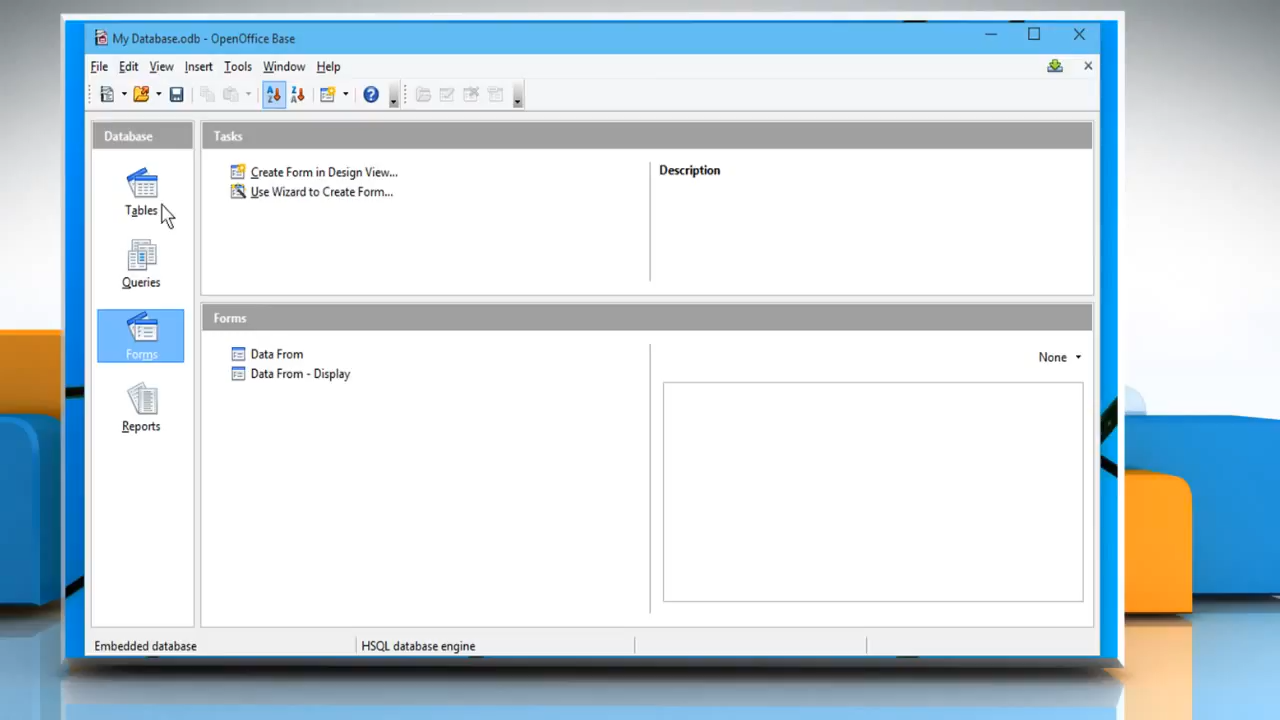 My Database.odb - OpenOffice Base
File Edit View Insert Tools Window Help
Database
Tables
Queries
Forms
Reports
Tasks
Create Form in Design View...
Use Wizard to Create Form...
Description
Forms
Data From
Data From - Display
None
Embedded database
HSQL database engine